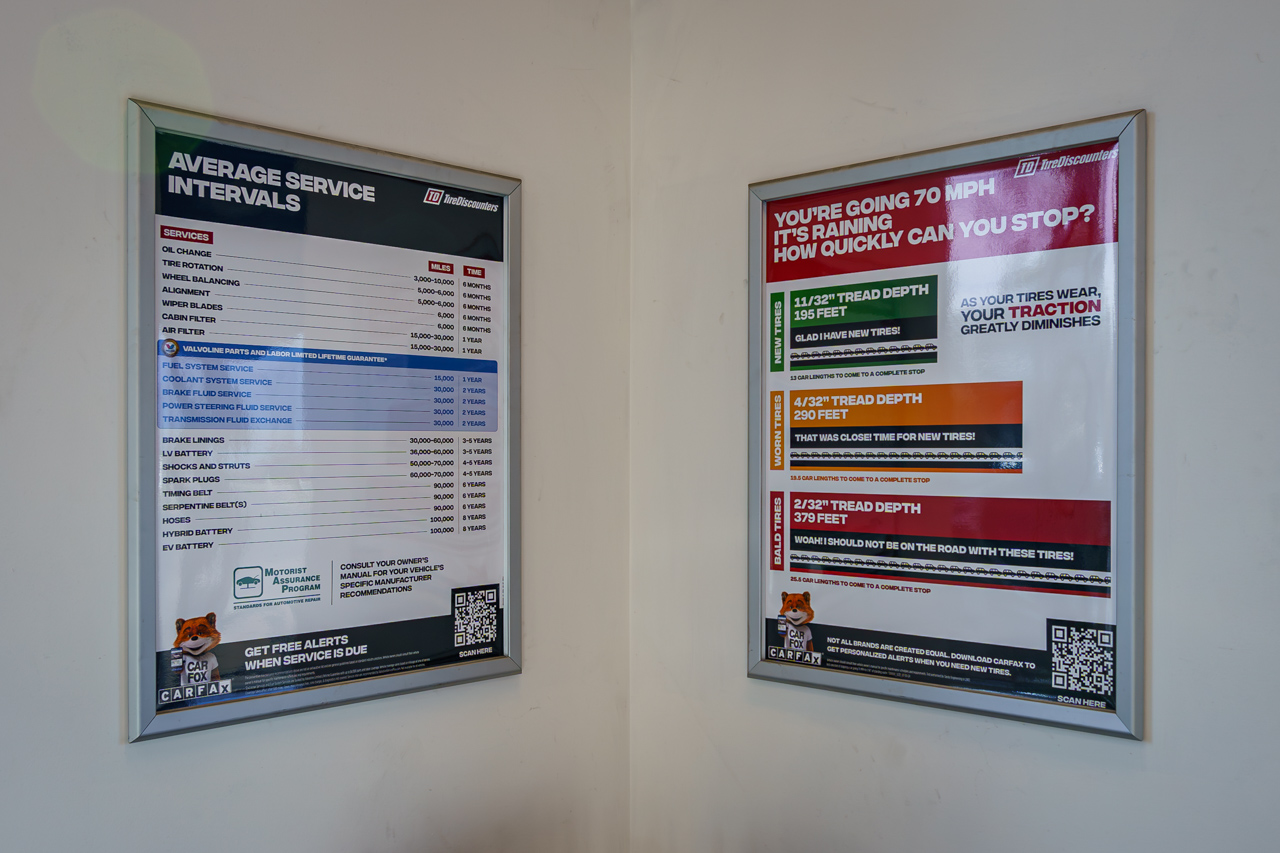 AVERAGE SERVICE
INTERVALS
TD TireDiscounters
SERVICES MILES TIME
OIL CHANGE 3,000-10,000 6 MONTHS
TIRE ROTATION 5,000-6,000 6 MONTHS
WHEEL BALANCING 5,000-6,000 6 MONTHS
ALIGNMENT 6,000 6 MONTHS
WIPER BLADES 6,000 6 MONTHS
CABIN FILTER 15,000-30,000 1 YEAR
AIR FILTER 15,000-30,000 1 YEAR
VALVOLINE PARTS AND LABOR LIMITED LIFETIME GUARANTEE*
FUEL SYSTEM SERVICE 15,000 1 YEAR
COOLANT SYSTEM SERVICE 30,000 2 YEARS
BRAKE FLUID SERVICE 30,000 2 YEARS
POWER STEERING FLUID SERVICE 30,000 2 YEARS
TRANSMISSION FLUID EXCHANGE 30,000 2 YEARS
BRAKE LININGS 30,000-60,000 3-5 YEARS
LV BATTERY 36,000-60,000 3-5 YEARS
SHOCKS AND STRUTS 50,000-70,000 4-5 YEARS
SPARK PLUGS 60,000-70,000 4-5 YEARS
TIMING BELT 90,000 6 YEARS
SERPENTINE BELT(S) 90,000 6 YEARS
HOSES 90,000 6 YEARS
HYBRID BATTERY 100,000 8 YEARS
EV BATTERY 100,000 8 YEARS
MOTORIST
ASSURANCE
PROGRAM
STANDARDS FOR AUTOMOTIVE REPAIR
CONSULT YOUR OWNER'S
MANUAL FOR YOUR VEHICLE'S
SPECIFIC MANUFACTURER
RECOMMENDATIONS
CAR
FOX
CARFAX
GET FREE ALERTS
WHEN SERVICE IS DUE
SCAN HERE
TD TireDiscounters
YOU'RE GOING 70 MPH
IT'S RAINING
HOW QUICKLY CAN YOU STOP?
NEW TIRES
11/32" TREAD DEPTH
195 FEET
GLAD I HAVE NEW TIRES!
13 CAR LENGTHS TO COME TO A COMPLETE STOP
AS YOUR TIRES WEAR,
YOUR TRACTION
GREATLY DIMINISHES
WORN TIRES
4/32" TREAD DEPTH
290 FEET
THAT WAS CLOSE! TIME FOR NEW TIRES!
19.5 CAR LENGTHS TO COME TO A COMPLETE STOP
BALD TIRES
2/32" TREAD DEPTH
379 FEET
WOAH! I SHOULD NOT BE ON THE ROAD WITH THESE TIRES!
25.5 CAR LENGTHS TO COME TO A COMPLETE STOP
CAR
FOX
CARFAX
NOT ALL BRANDS ARE CREATED EQUAL. DOWNLOAD CARFAX TO
GET PERSONALIZED ALERTS WHEN YOU NEED NEW TIRES.
SCAN HERE